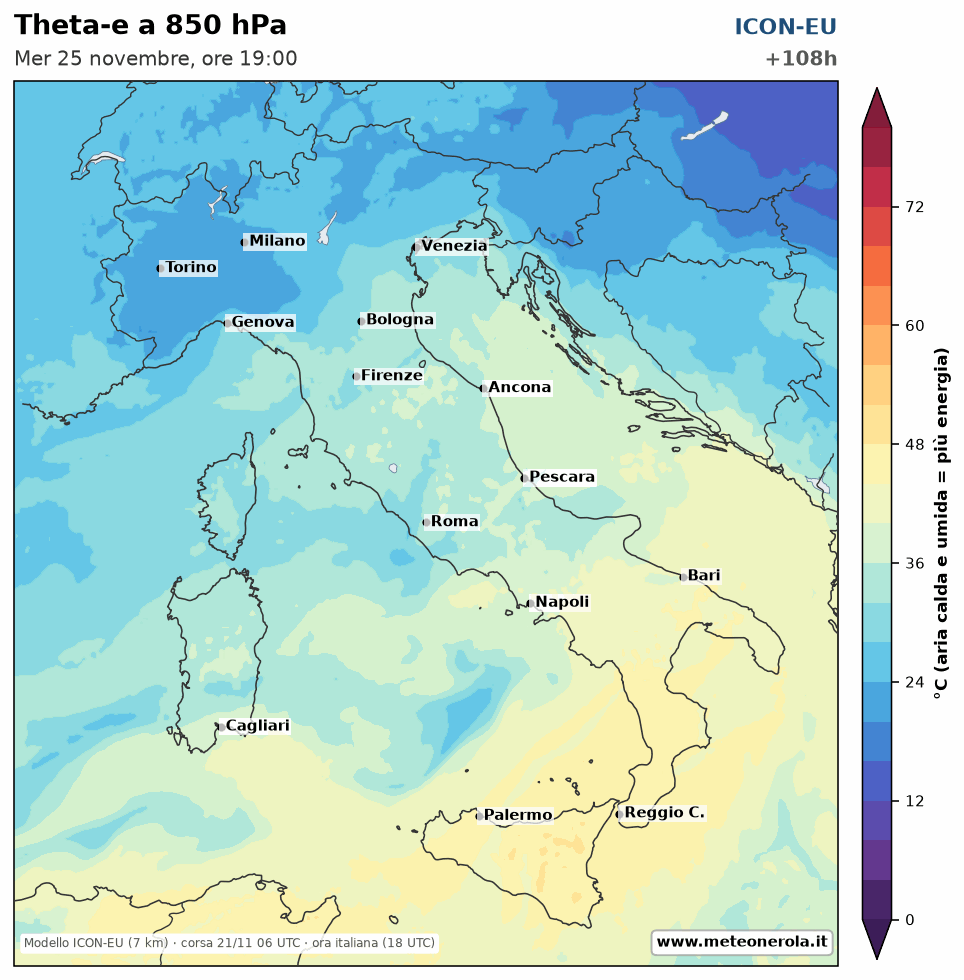 Theta-e a 850 hPa
ICON-EU
Mer 25 novembre, ore 19:00
+108h
Milano
Venezia
Torino
Genova
Bologna
Firenze
Ancona
Pescara
Roma
Bari
Napoli
Cagliari
Palermo
Reggio C.
72
60
48
36
24
12
0
°C (aria calda e umida = più energia)
Modello ICON-EU (7 km) · corsa 21/11 06 UTC · ora italiana (18 UTC)
www.meteonerola.it